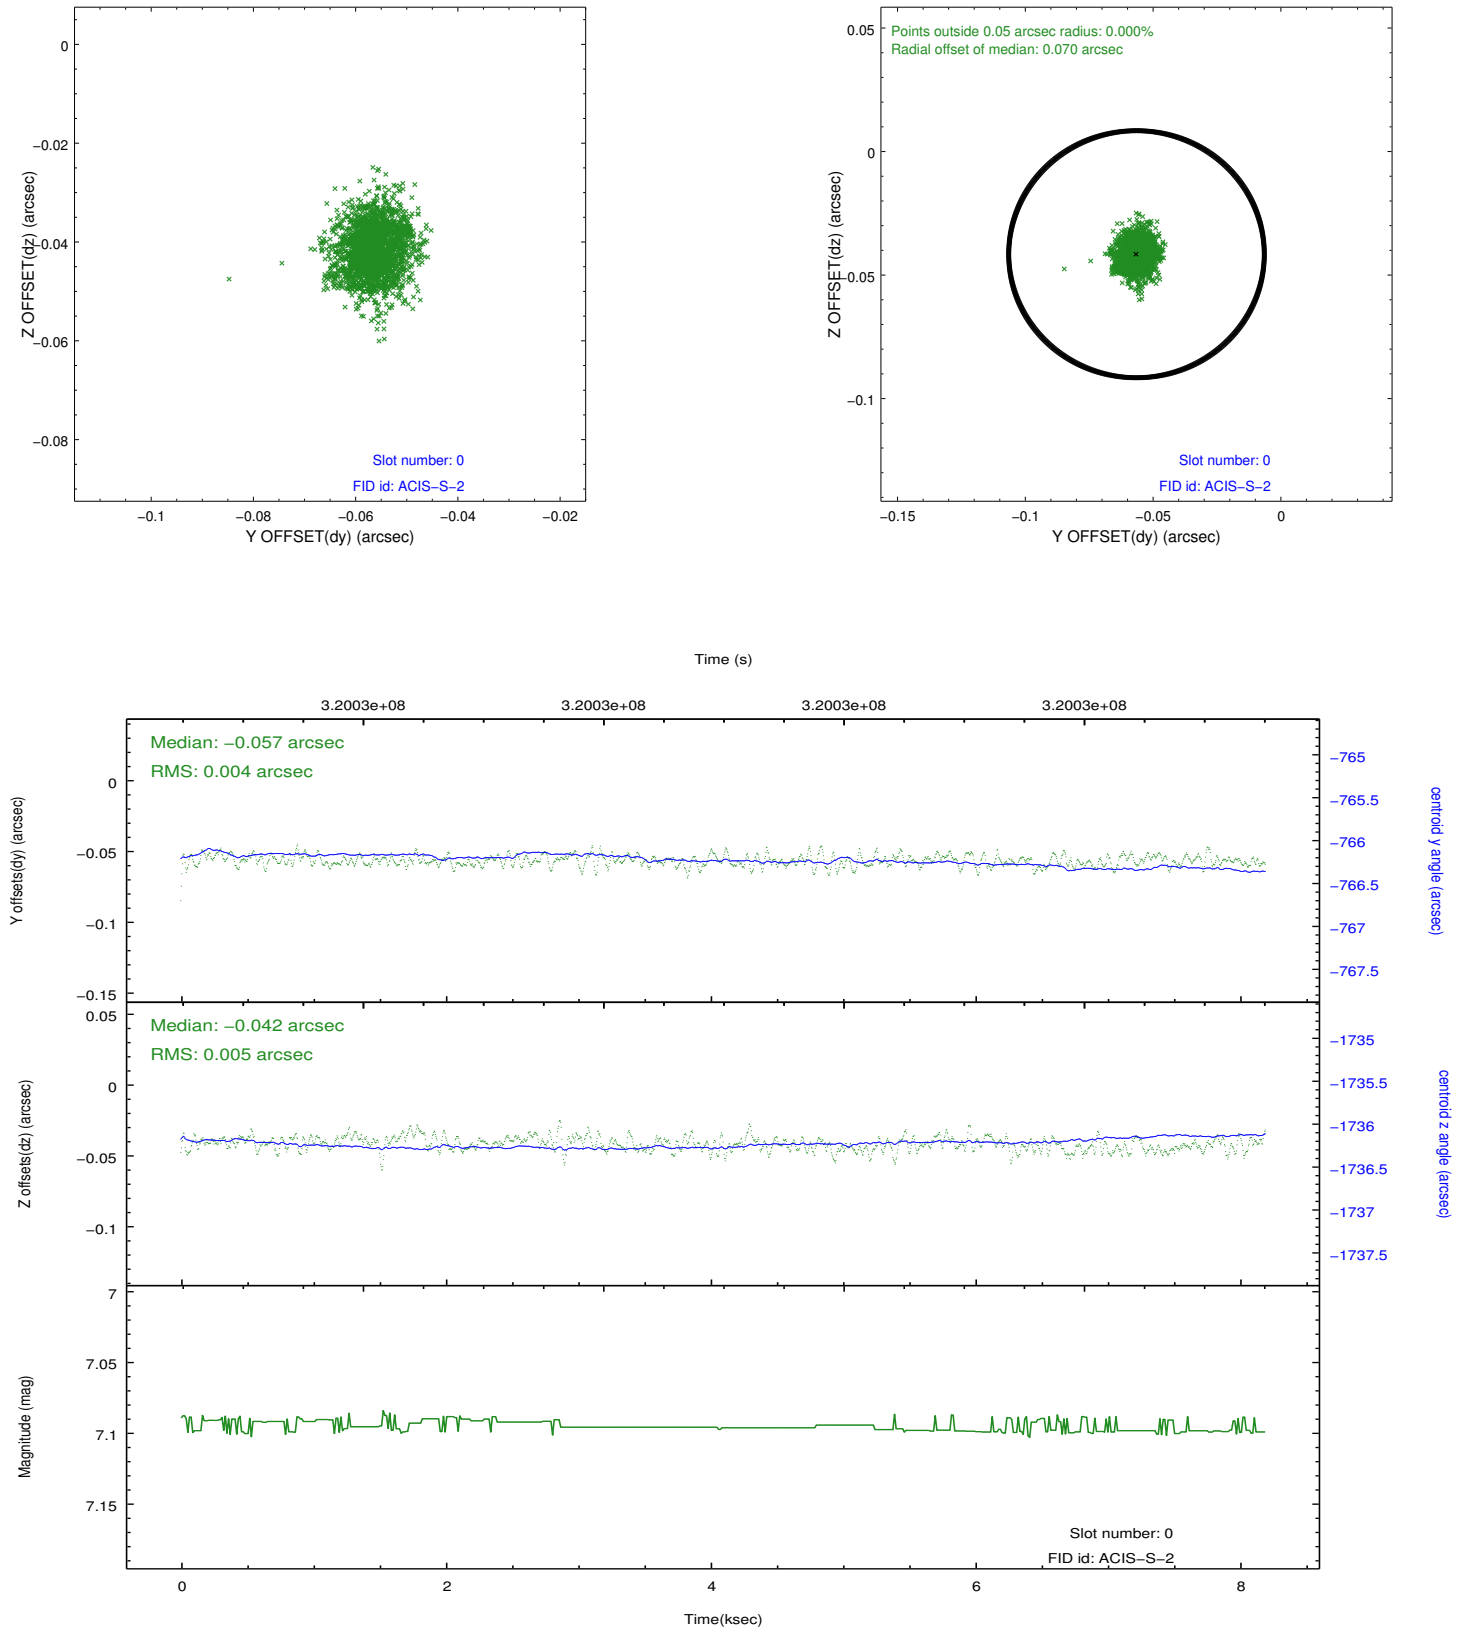 0
−0.02
−0.04
−0.06
−0.08
Z OFFSET(dz) (arcsec)
Slot number: 0
FID id: ACIS−S−2
−0.1
−0.08
−0.06
−0.04
−0.02
Y OFFSET(dy) (arcsec)
Points outside 0.05 arcsec radius: 0.000%
Radial offset of median: 0.070 arcsec
0.05
0
−0.05
−0.1
Z OFFSET(dz) (arcsec)
Slot number: 0
FID id: ACIS−S−2
−0.15
−0.1
−0.05
0
Y OFFSET(dy) (arcsec)
Time (s)
3.2003e+08
3.2003e+08
3.2003e+08
3.2003e+08
Median: −0.057 arcsec
RMS: 0.004 arcsec
0
−0.05
−0.1
−0.15
Y offsets(dy) (arcsec)
−765
−765.5
−766
−766.5
−767
−767.5
centroid y angle (arcsec)
Median: −0.042 arcsec
RMS: 0.005 arcsec
0.05
0
−0.05
−0.1
Z offsets(dz) (arcsec)
−1735
−1735.5
−1736
−1736.5
−1737
−1737.5
centroid z angle (arcsec)
7
7.05
7.1
7.15
Magnitude (mag)
Slot number: 0
FID id: ACIS−S−2
0
2
4
6
8
Time(ksec)